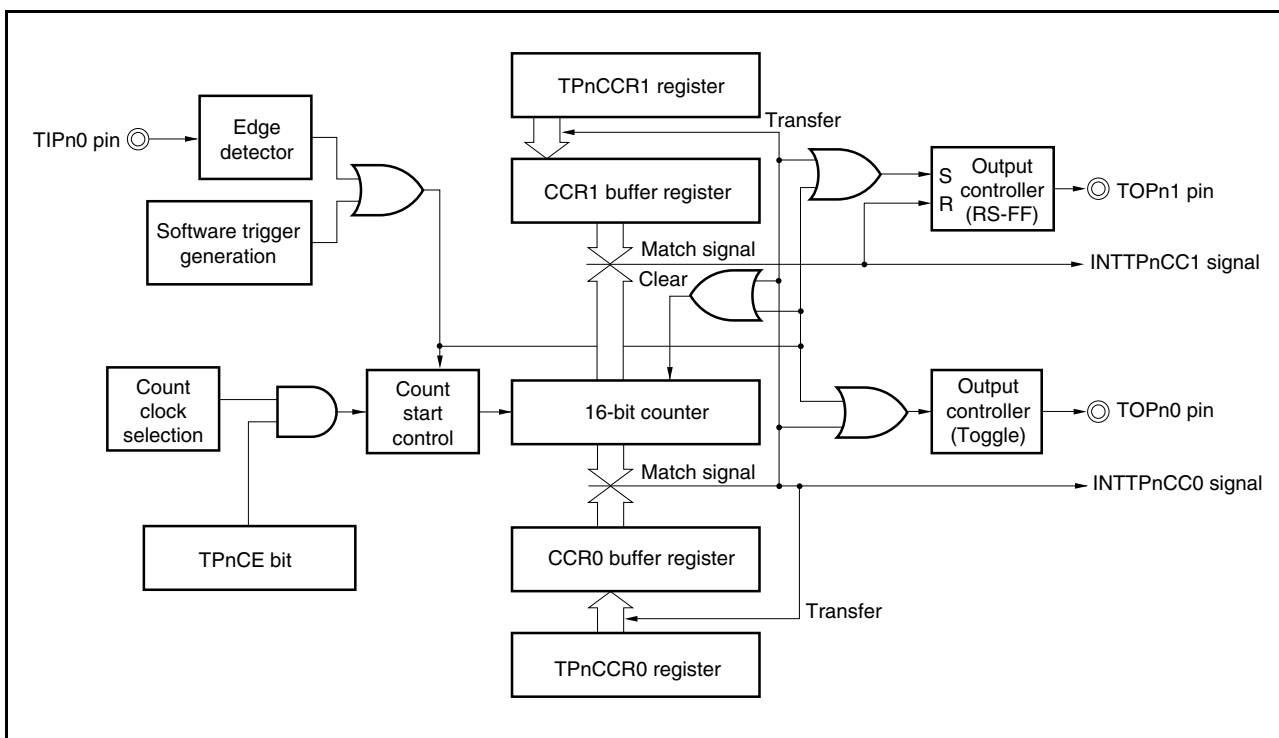 TPnCCR1 register
Transfer
TIPn0 pin
Edge
detector
CCR1 buffer register
S
R
Output
controller
(RS-FF)
TOPn1 pin
Software trigger
generation
Match signal
INTTPnCC1 signal
Clear
Count
clock
selection
Count
start
control
16-bit counter
Output
controller
(Toggle)
TOPn0 pin
Match signal
INTTPnCC0 signal
TPnCE bit
CCR0 buffer register
Transfer
TPnCCR0 register